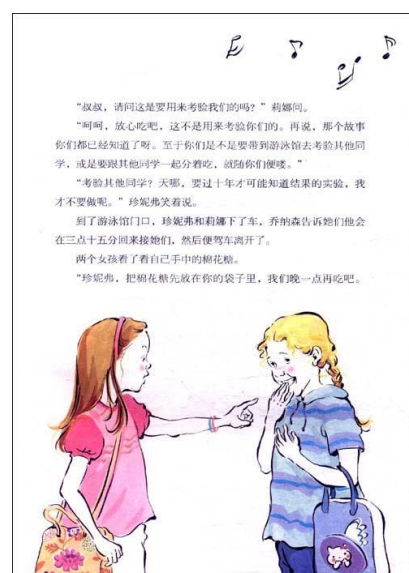 “叔叔，请问这是要用来考验我们的吗？”莉娜问。
“呵呵，放心吃吧，这不是用来考验你们的。再说，那个故事
你们都已经知道了呀。至于你们是不是要带到游泳馆去考验其他同
学，或是要跟其他同学一起分着吃，就随你们便喽。”
“考验其他同学？天哪，要过十年才可能知道结果的实验，我
才不要做呢。”珍妮弗笑着说。
到了游泳馆门口，珍妮弗和莉娜下了车，乔纳森告诉她们他会
在三点十五分回来接她们，然后便驾车离开了。
两个女孩看了看自己手中的棉花糖。
“珍妮弗，把棉花糖先放在你的袋子里，我们晚一点再吃吧。